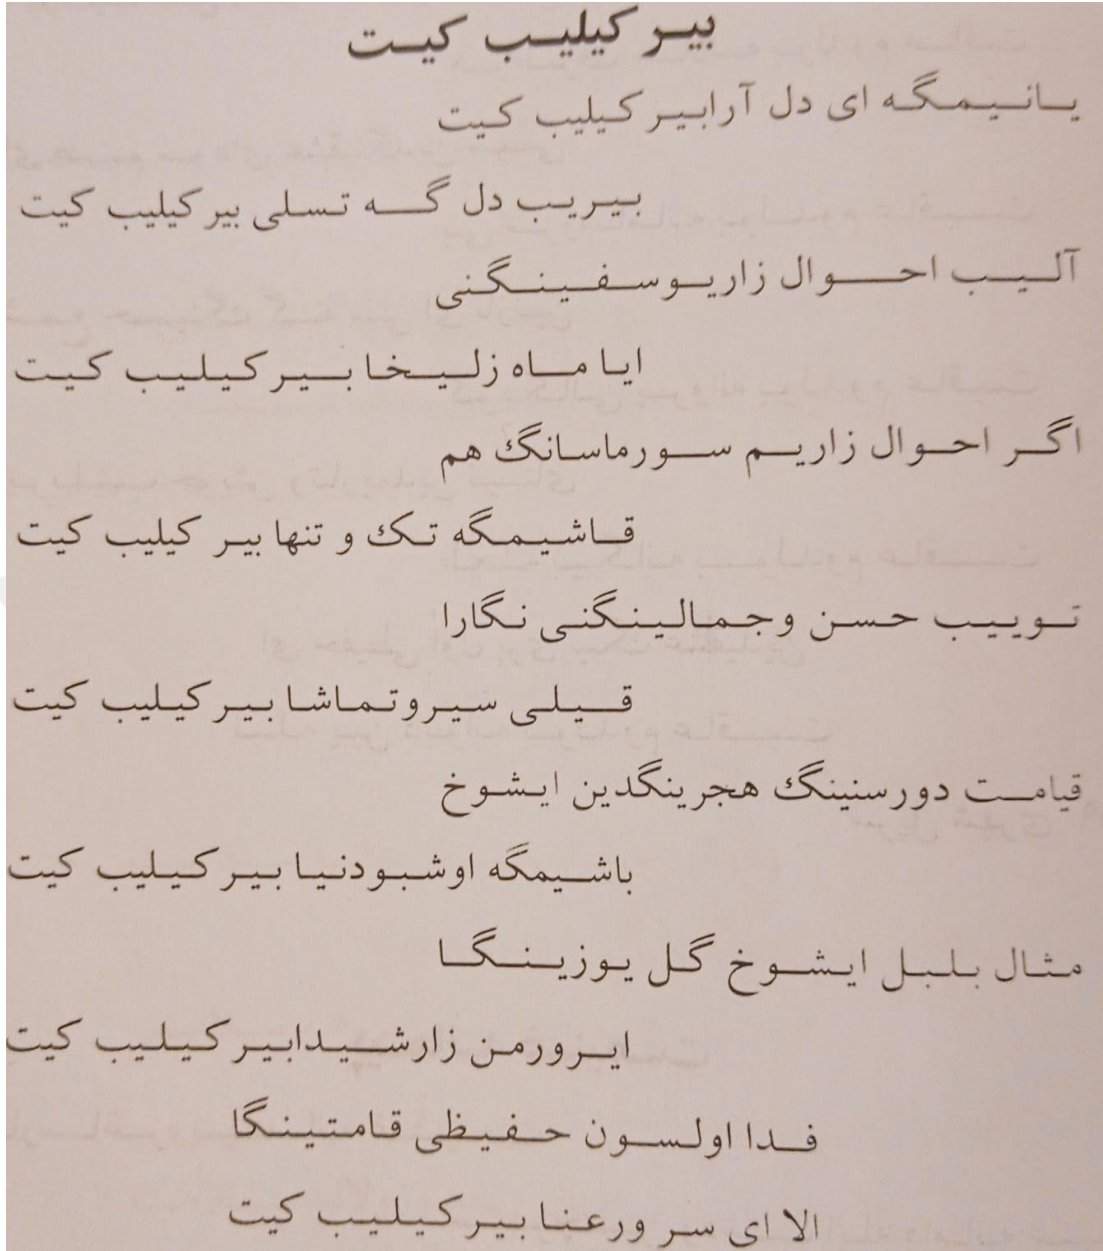 بیر کیلیب کیت
یانیمگه ای دل آرابیر کیلیب کیت
بیریب دل گه تسلی بیر کیلیب کیت
آلیب احوال زاریوسفینگنی
ایا ماه زلیخا بیر کیلیب کیت
اگر احوال زاریم سورماسانگ هم
قاشیمگه تک و تنها بیر کیلیب کیت
توییب حسن وجمالینگنی نگارا
قیلی سیروتماشا بیر کیلیب کیت
قیامت دورسنینگ هجرینگدین ایشوخ
باشیمگه اوشبودنیا بیر کیلیب کیت
مثال بلبل ایشوخ گل یوزینگا
ایرورمن زارشیدابیر کیلیب کیت
فدا اولسون حفیظی قامتینگا
الا ای سر ورعنا بیر کیلیب کیت